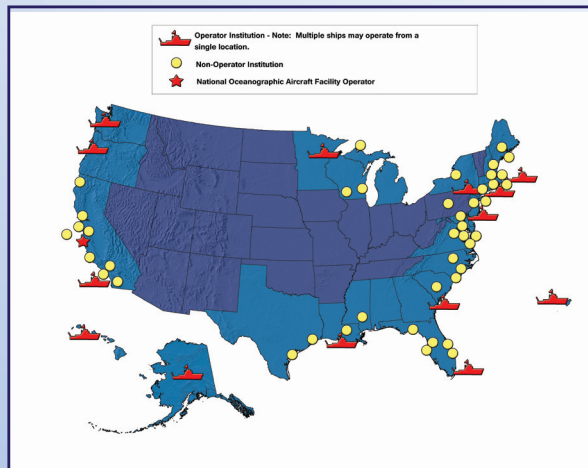 Operator Institution - Note: Multiple ships may operate from a
single location.
Non-Operator Institution
National Oceanographic Aircraft Facility Operator